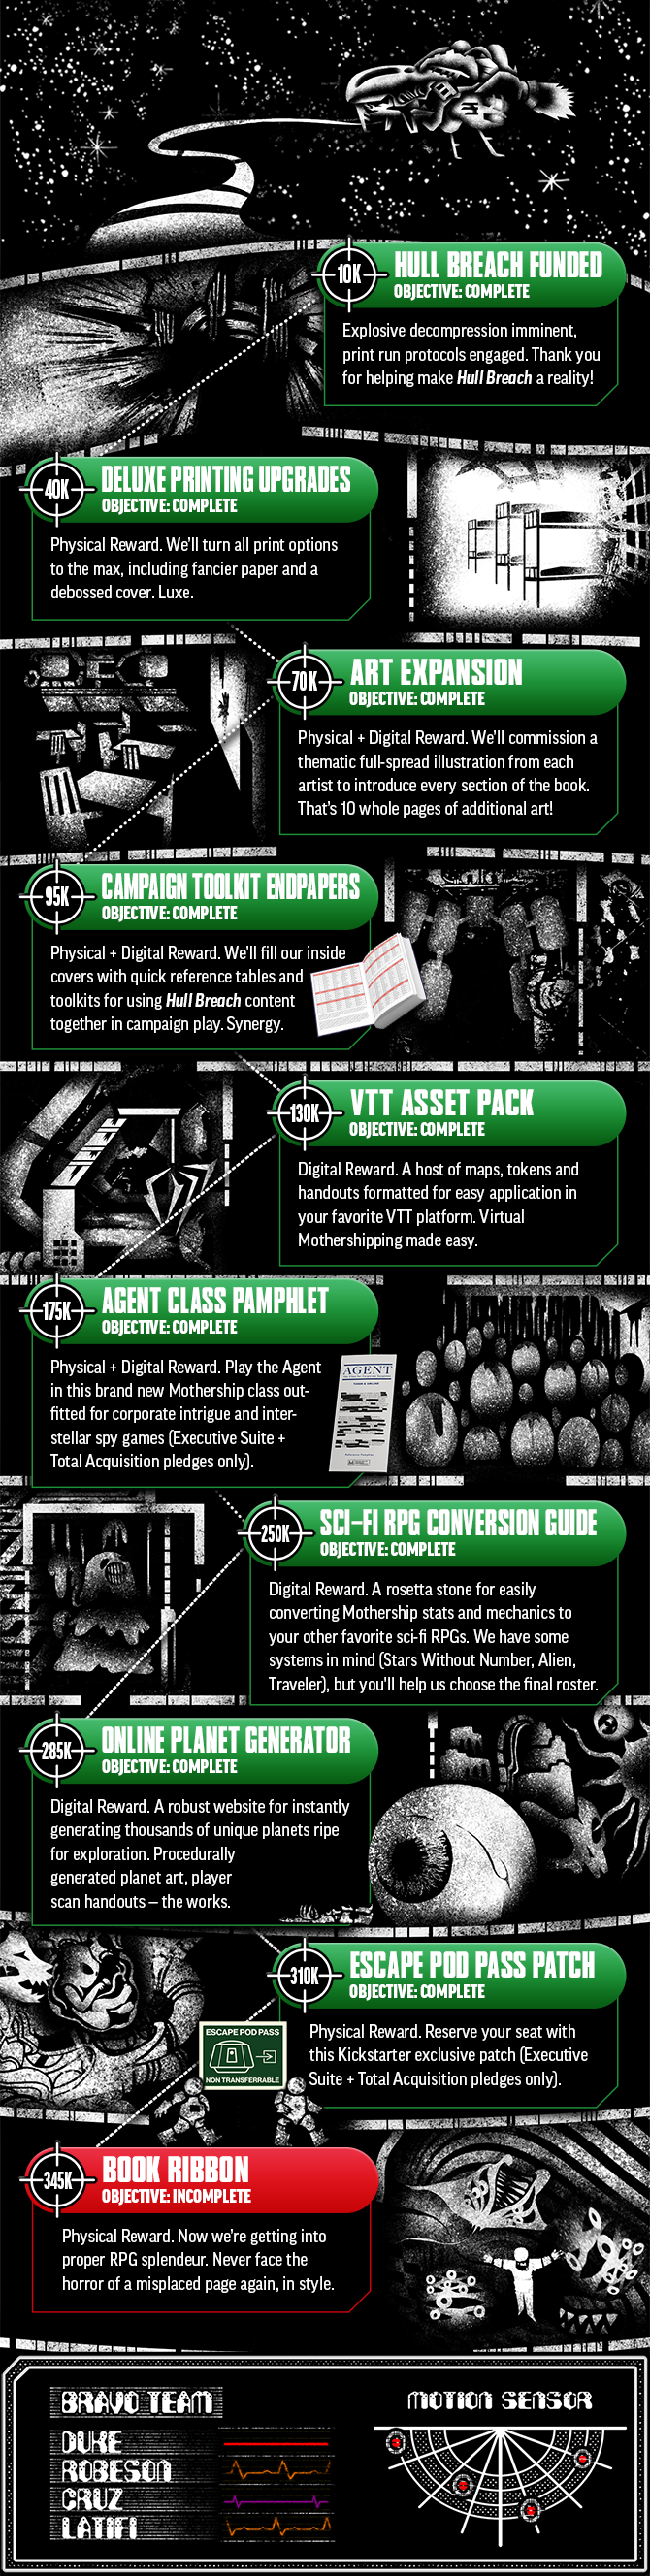 10K
HULL BREACH FUNDED
OBJECTIVE: COMPLETE
Explosive decompression imminent,
print run protocols engaged. Thank you
for helping make Hull Breach a reality!
40K
DELUXE PRINTING UPGRADES
OBJECTIVE: COMPLETE
Physical Reward. We'll turn all print options
to the max, including fancier paper and a
debossed cover. Luxe.
70K
ART EXPANSION
OBJECTIVE: COMPLETE
Physical + Digital Reward. We'll commission a
thematic full-spread illustration from each
artist to introduce every section of the book.
That's 10 whole pages of additional art!
95K
CAMPAIGN TOOLKIT ENDPAPERS
OBJECTIVE: COMPLETE
Physical + Digital Reward. We'll fill our inside
covers with quick reference tables and
toolkits for using Hull Breach content
together in campaign play. Synergy.
130K
VTT ASSET PACK
OBJECTIVE: COMPLETE
Digital Reward. A host of maps, tokens and
handouts formatted for easy application in
your favorite VTT platform. Virtual
Mothershipping made easy.
175K
AGENT CLASS PAMPHLET
OBJECTIVE: COMPLETE
Physical + Digital Reward. Play the Agent
in this brand new Mothership class out-
fitted for corporate intrigue and inter-
stellar spy games (Executive Suite +
Total Acquisition pledges only).
AGENT
250K
SCI-FI RPG CONVERSION GUIDE
OBJECTIVE: COMPLETE
Digital Reward. A rosetta stone for easily
converting Mothership stats and mechanics to
your other favorite sci-fi RPGs. We have some
systems in mind (Stars Without Number, Alien,
Traveler), but you'll help us choose the final roster.
285K
ONLINE PLANET GENERATOR
OBJECTIVE: COMPLETE
Digital Reward. A robust website for instantly
generating thousands of unique planets ripe
for exploration. Procedurally
generated planet art, player
scan handouts – the works.
310K
ESCAPE POD PASS PATCH
OBJECTIVE: COMPLETE
Physical Reward. Reserve your seat with
this Kickstarter exclusive patch (Executive
Suite + Total Acquisition pledges only).
ESCAPE POD PASS
NON TRANSFERRABLE
345K
BOOK RIBBON
OBJECTIVE: INCOMPLETE
Physical Reward. Now we're getting into
proper RPG splendeur. Never face the
horror of a misplaced page again, in style.
BRAVO TEAM
DUKE
ROBESON
CRUZ
LATIFI
MOTION SENSOR